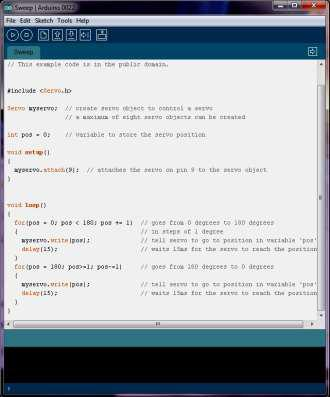 Sweep | Arduino 0022
File Edit Sketch Tools Help
Sweep
// This example code is in the public domain.
#include <Servo.h>
Servo myservo;  // create servo object to control a servo
                // a maximum of eight servo objects can be created
int pos = 0;    // variable to store the servo position
void setup()
{
  myservo.attach(9);  // attaches the servo on pin 9 to the servo object
}
void loop()
{
  for(pos = 0; pos < 180; pos += 1)  // goes from 0 degrees to 180 degrees
  {                                  // in steps of 1 degree
    myservo.write(pos);              // tell servo to go to position in variable 'pos'
    delay(15);                       // waits 15ms for the servo to reach the position
  }
  for(pos = 180; pos>=1; pos-=1)     // goes from 180 degrees to 0 degrees
  {
    myservo.write(pos);              // tell servo to go to position in variable 'pos'
    delay(15);                       // waits 15ms for the servo to reach the position
  }
}